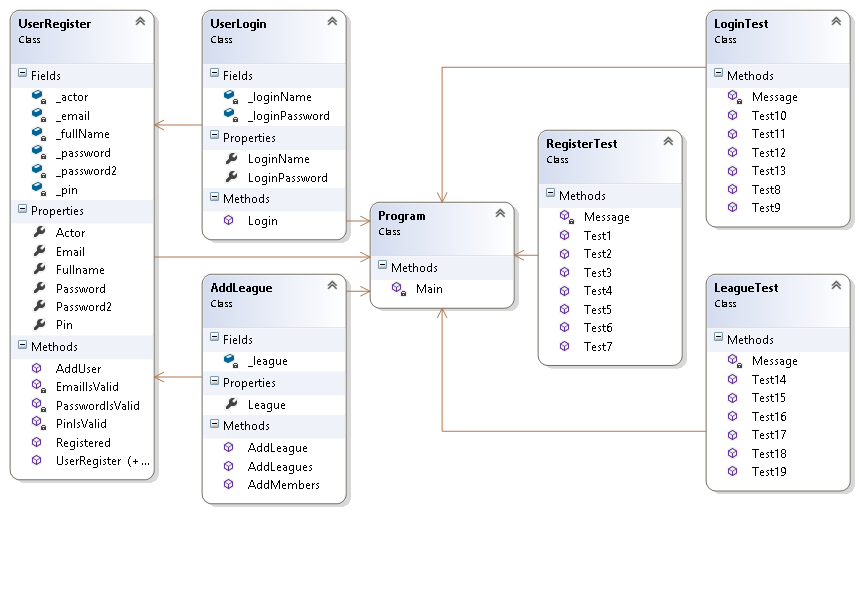 UserRegister
Class
Fields
_actor
_email
_fullName
_password
_password2
_pin
Properties
Actor
Email
Fullname
Password
Password2
Pin
Methods
AddUser
EmailIsValid
PasswordIsValid
PinIsValid
Registered
UserRegister (+ ...
UserLogin
Class
Fields
_loginName
_loginPassword
Properties
LoginName
LoginPassword
Methods
Login
AddLeague
Class
Fields
_league
Properties
League
Methods
AddLeague
AddLeagues
AddMembers
Program
Class
Methods
Main
RegisterTest
Class
Methods
Message
Test1
Test2
Test3
Test4
Test5
Test6
Test7
LoginTest
Class
Methods
Message
Test10
Test11
Test12
Test13
Test8
Test9
LeagueTest
Class
Methods
Message
Test14
Test15
Test16
Test17
Test18
Test19